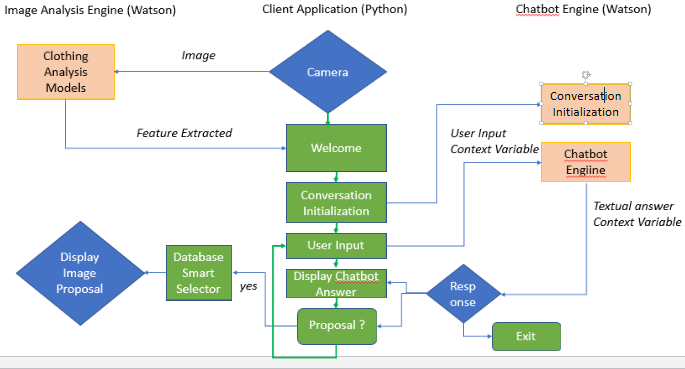 Image Analysis Engine (Watson)
Client Application (Python)
Chatbot Engine (Watson)
Clothing
Analysis
Models
Image
Camera
Conversation
Initialization
Feature Extracted
Welcome
User Input
Context Variable
Chatbot
Engiine
Conversation
Initialization
Textual answer
Context Variable
User Input
Display
Image
Proposal
Database
Smart
Selector
yes
Display Chatbot
Answer
Resp
onse
Proposal ?
Exit